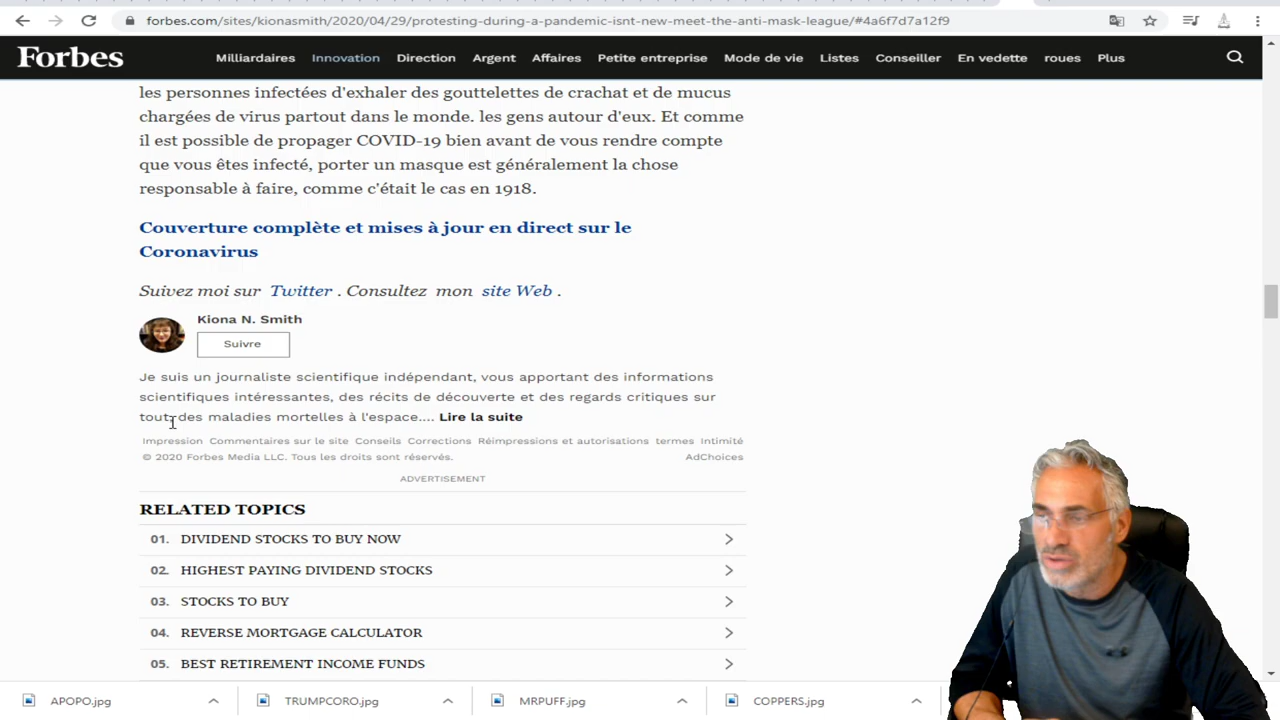 forbes.com/sites/kionasmith/2020/04/29/protesting-during-a-pandemic-isnt-new-meet-the-anti-mask-league/#4a6f7d7a12f9
Forbes Milliardaires Innovation Direction Argent Affaires Petite entreprise Mode de vie Listes Conseiller En vedette roues Plus
les personnes infectées d'exhaler des gouttelettes de crachat et de mucus
chargées de virus partout dans le monde. les gens autour d'eux. Et comme
il est possible de propager COVID-19 bien avant de vous rendre compte
que vous êtes infecté, porter un masque est généralement la chose
responsable à faire, comme c'était le cas en 1918.
Couverture complète et mises à jour en direct sur le
Coronavirus
Suivez moi sur Twitter . Consultez mon site Web .
Kiona N. Smith
Suivre
Je suis un journaliste scientifique indépendant, vous apportant des informations
scientifiques intéressantes, des récits de découverte et des regards critiques sur
tout des maladies mortelles à l'espace.... Lire la suite
Impression Commentaires sur le site Conseils Corrections Réimpressions et autorisations termes Intimité
© 2020 Forbes Media LLC. Tous les droits sont réservés. AdChoices
ADVERTISEMENT
RELATED TOPICS
01. DIVIDEND STOCKS TO BUY NOW
02. HIGHEST PAYING DIVIDEND STOCKS
03. STOCKS TO BUY
04. REVERSE MORTGAGE CALCULATOR
05. BEST RETIREMENT INCOME FUNDS
APOPO.jpg TRUMPCORO.jpg MRPUFF.jpg COPPERS.jpg